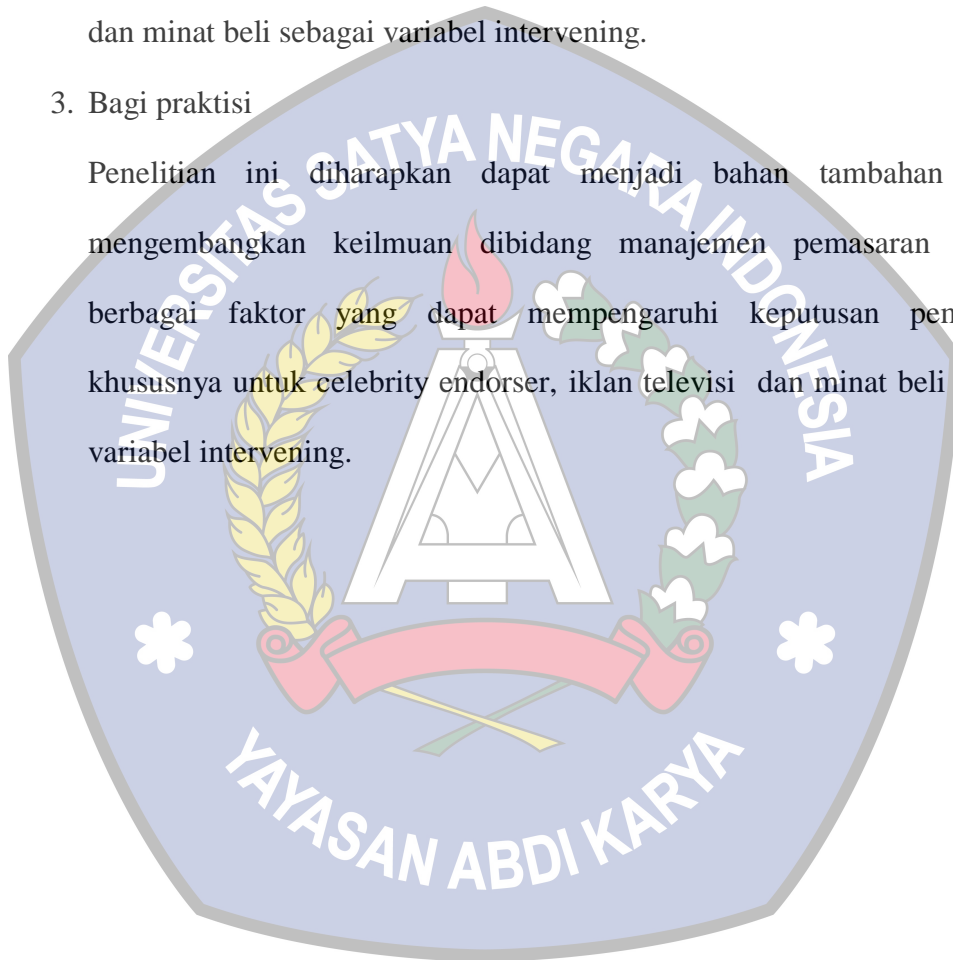 dan minat beli sebagai variabel intervening.
3. Bagi praktisi
Penelitian ini diharapkan dapat menjadi bahan tambahan
mengembangkan keilmuan dibidang manajemen pemasaran
berbagai faktor yang dapat mempengaruhi keputusan pem
khususnya untuk celebrity endorser, iklan televisi dan minat beli
variabel intervening.
UNIVERSITAS SATYA NEGARA INDONESIA
YAYASAN ABDI KARYA